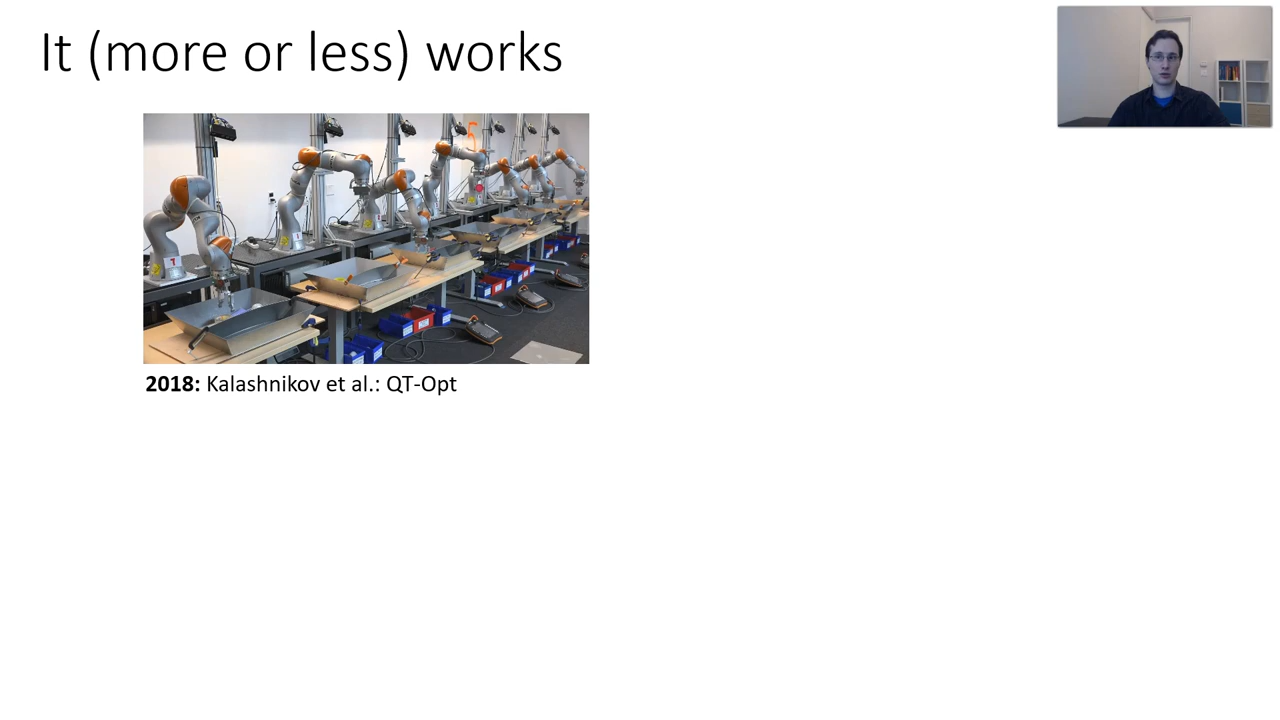 It (more or less) works
2018: Kalashnikov et al.: QT-Opt